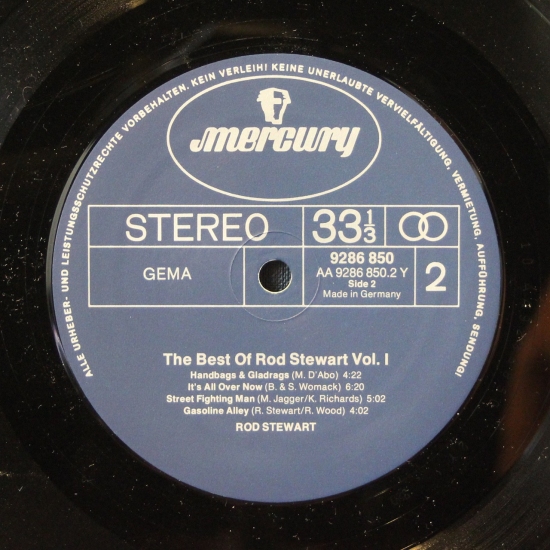 ALLE URHEBER- UND LEISTUNGSSCHUTZRECHTE VORBEHALTEN. KEIN VERLEIH! KEINE UNERLAUBTE VERVIELFÄLTIGUNG, VERMIETUNG, AUFFÜHRUNG, SENDUNG!
mercury
STEREO 33 1/3
GEMA
9286 850
AA 9286 850.2 Y
Side 2
Made in Germany
2
The Best Of Rod Stewart Vol. I
Handbags & Gladrags (M. D'Abo) 4:22
It's All Over Now (B. & S. Womack) 6:20
Street Fighting Man (M. Jagger/K. Richards) 5:02
Gasoline Alley (R. Stewart/R. Wood) 4:02
ROD STEWART